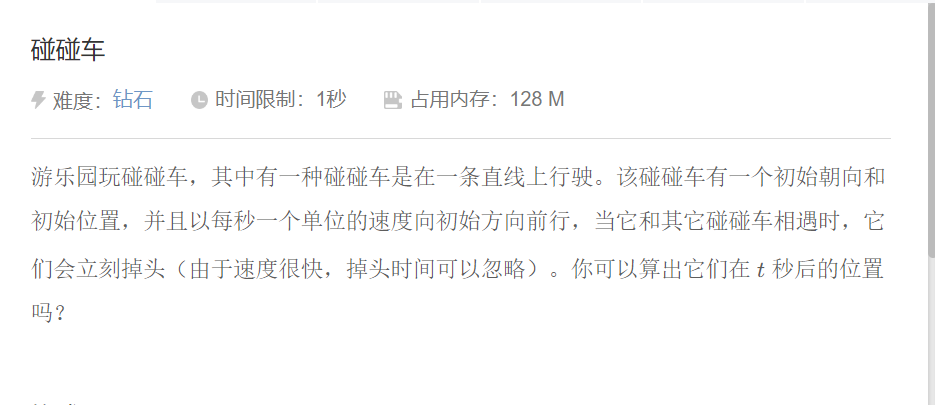 碰碰车
难度：钻石 时间限制：1秒 占用内存：128 M
游乐园玩碰碰车，其中有一种碰碰车是在一条直线上行驶。该碰碰车有一个初始朝向和
初始位置，并且以每秒一个单位的速度向初始方向前行，当它和其它碰碰车相遇时，它
们会立刻掉头（由于速度很快，掉头时间可以忽略）。你可以算出它们在 t 秒后的位置
吗？